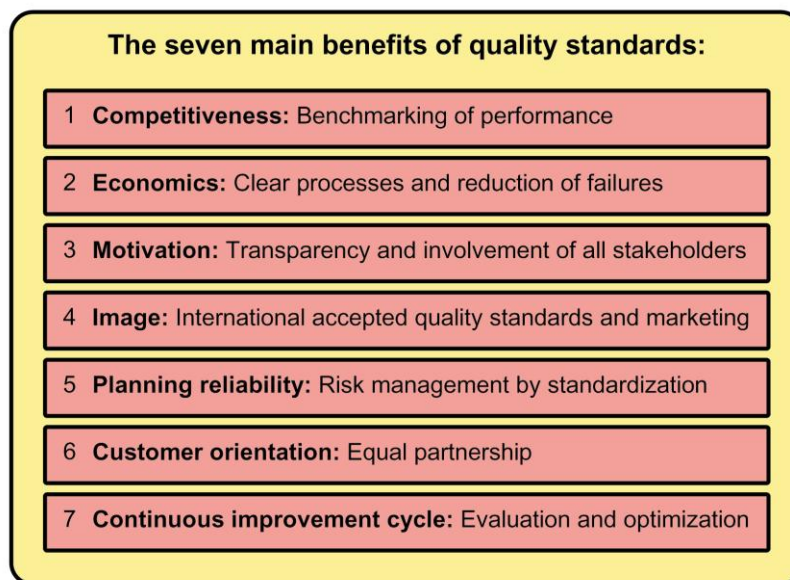 The seven main benefits of quality standards:
1 Competitiveness: Benchmarking of performance
2 Economics: Clear processes and reduction of failures
3 Motivation: Transparency and involvement of all stakeholders
4 Image: International accepted quality standards and marketing
5 Planning reliability: Risk management by standardization
6 Customer orientation: Equal partnership
7 Continuous improvement cycle: Evaluation and optimization